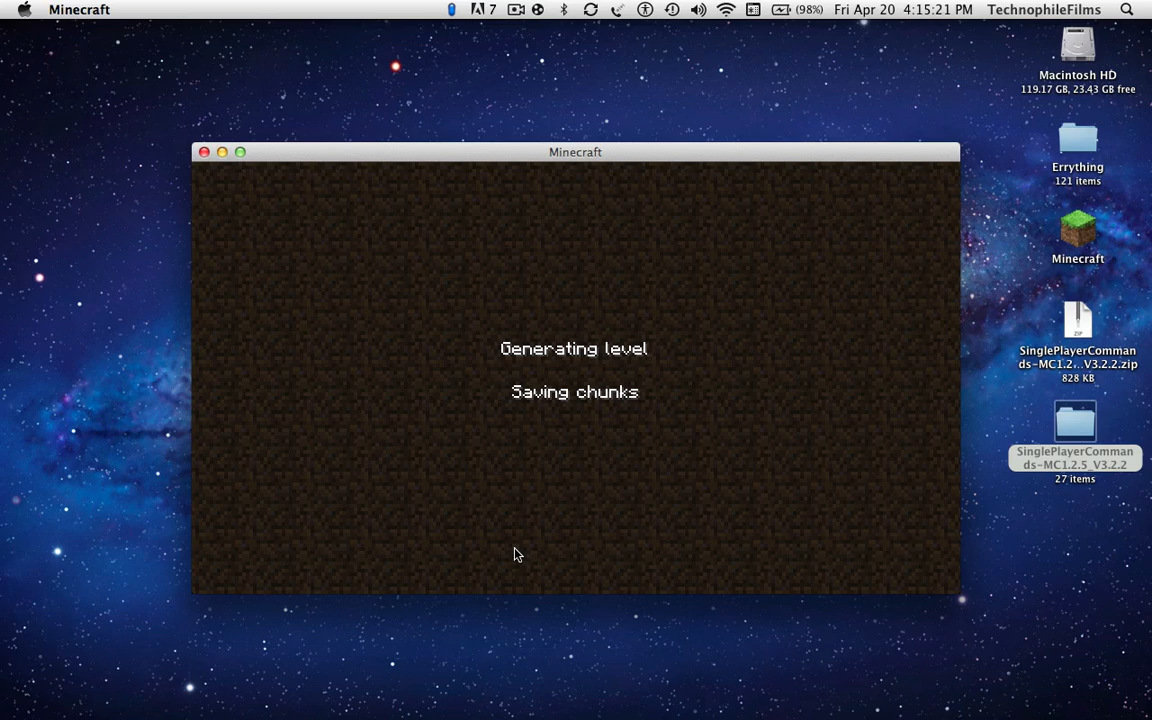 Minecraft
7
(98%)
Fri Apr 20 4:15:21 PM
TechnophileFilms
Macintosh HD
119.17 GB, 23.43 GB free
Errything
121 items
Minecraft
Minecraft
Generating level
Saving chunks
ZIP
SinglePlayerComman
ds-MC1.2...V3.2.2.zip
828 KB
SinglePlayerComman
ds-MC1.2.5_V3.2.2
27 items